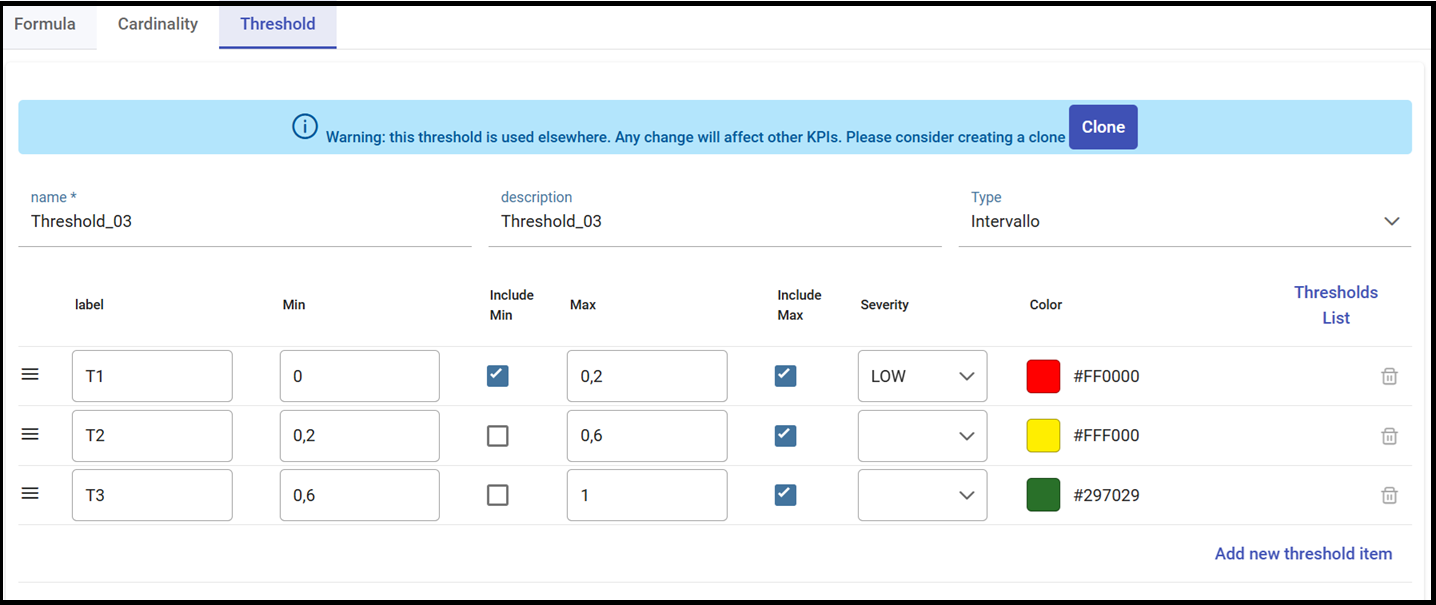 Formula Cardinality Threshold
Warning: this threshold is used elsewhere. Any change will affect other KPIs. Please consider creating a clone Clone
name * description Type
Threshold_03 Threshold_03 Intervallo
label Min Include Min Max Include Max Severity Color Thresholds List
T1 0 0,2 LOW #FF0000
T2 0,2 0,6 #FFF000
T3 0,6 1 #297029
Add new threshold item